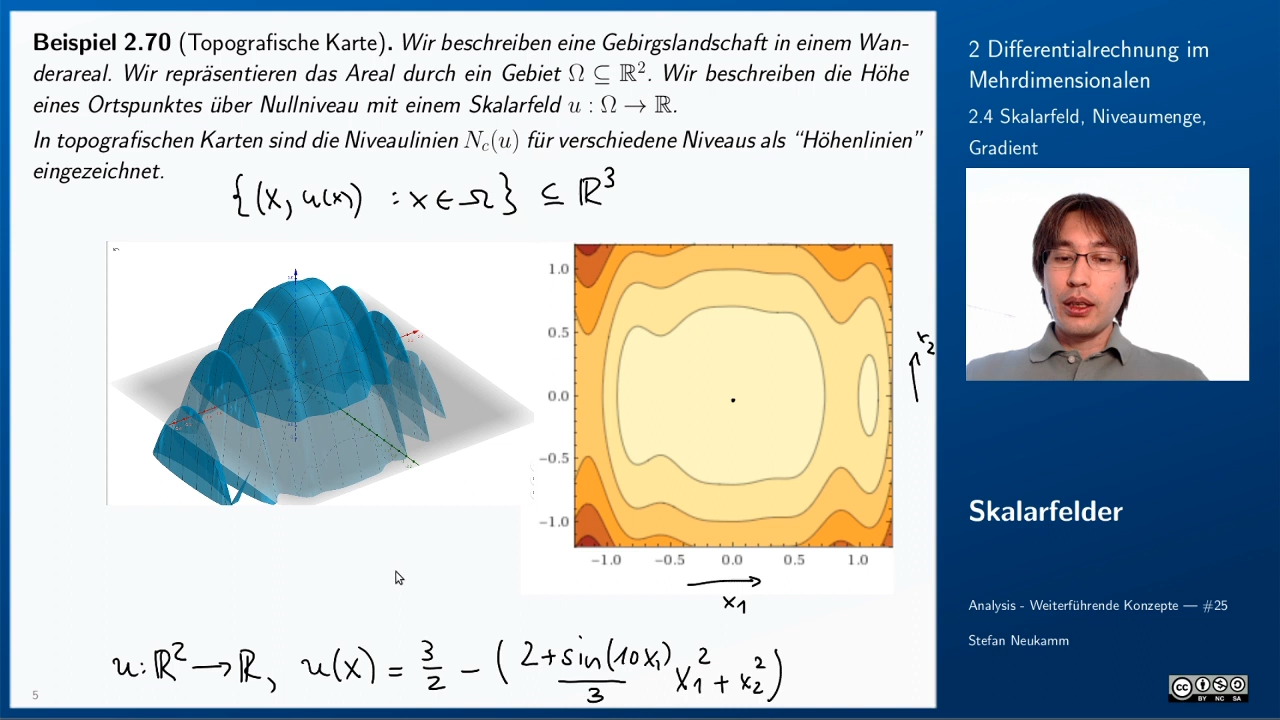 Beispiel 2.70 (Topografische Karte). Wir beschreiben eine Gebirgslandschaft in einem Wan-
derareal. Wir repräsentieren das Areal durch ein Gebiet Ω ⊆ ℝ². Wir beschreiben die Höhe
eines Ortspunktes über Nullniveau mit einem Skalarfeld u : Ω → ℝ.
In topografischen Karten sind die Niveaulinien N_c(u) für verschiedene Niveaus als “Höhenlinien”
eingezeichnet.
{(x, u(x)) : x ∈ Ω} ⊆ ℝ³
1.0
0.5
0.0
−0.5
−1.0
−1.0 −0.5 0.0 0.5 1.0
x₁
x₂
u: ℝ² → ℝ, u(x) = 3/2 − ( (2+sin(10x₁))/3 x₁² + x₂² )
5
2 Differentialrechnung im
Mehrdimensionalen
2.4 Skalarfeld, Niveaumenge,
Gradient
Skalarfelder
Analysis - Weiterführende Konzepte — #25
Stefan Neukamm
cc
BY NC SA